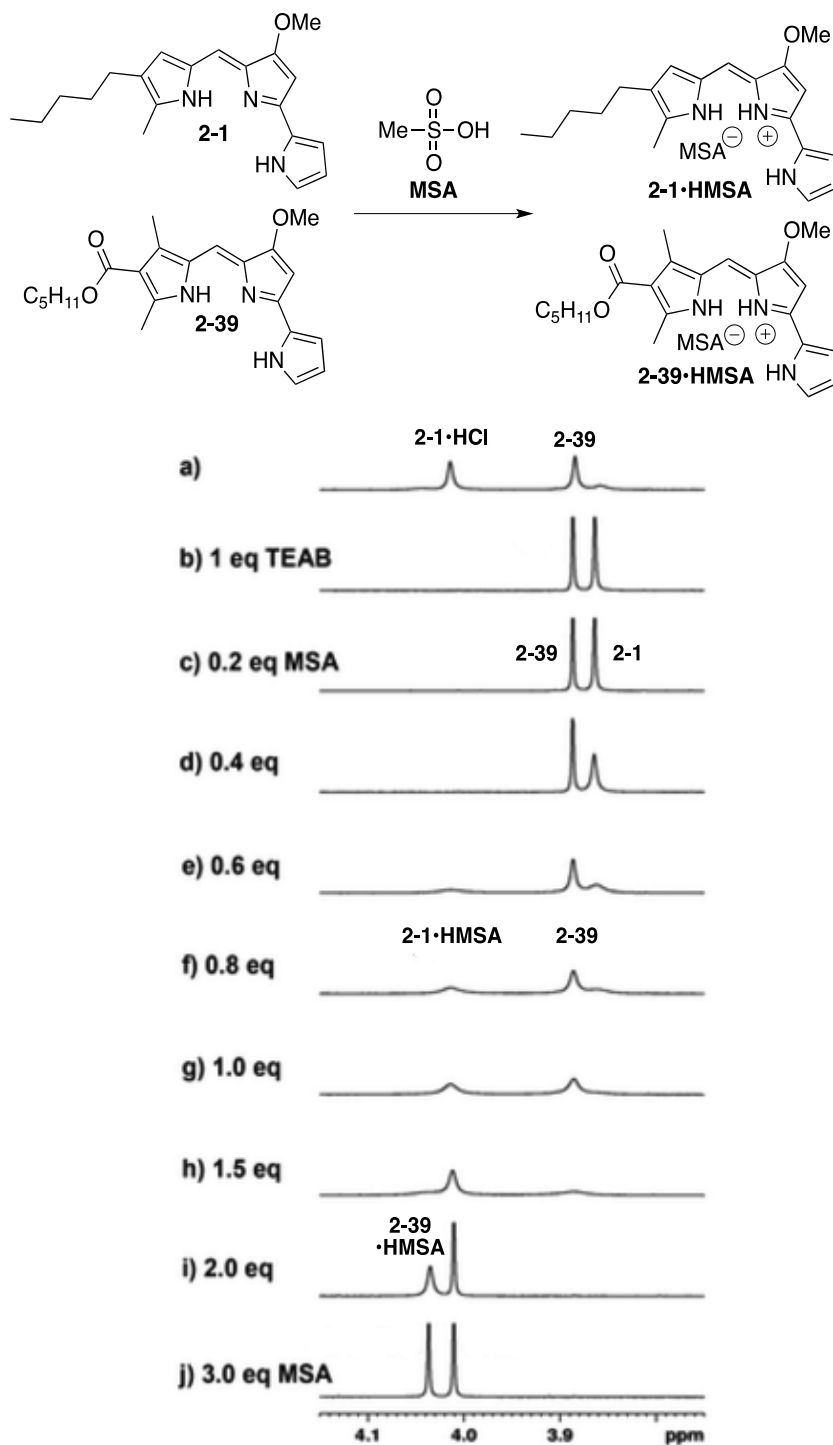 OMe
NH
N
HN
2-1
O
Me S OH
O
MSA
OMe
NH
HN
MSA⊖ ⊕
HN
2-1•HMSA
O
C₅H₁₁ O
NH
OMe
N
HN
2-39
O
C₅H₁₁ O
NH
OMe
HN
MSA⊖ ⊕
HN
2-39•HMSA
2-1•HCl 2-39
a)
b) 1 eq TEAB
c) 0.2 eq MSA 2-39 2-1
d) 0.4 eq
e) 0.6 eq
2-1•HMSA 2-39
f) 0.8 eq
g) 1.0 eq
h) 1.5 eq
2-39
•HMSA
i) 2.0 eq
j) 3.0 eq MSA
4.1 4.0 3.9 ppm